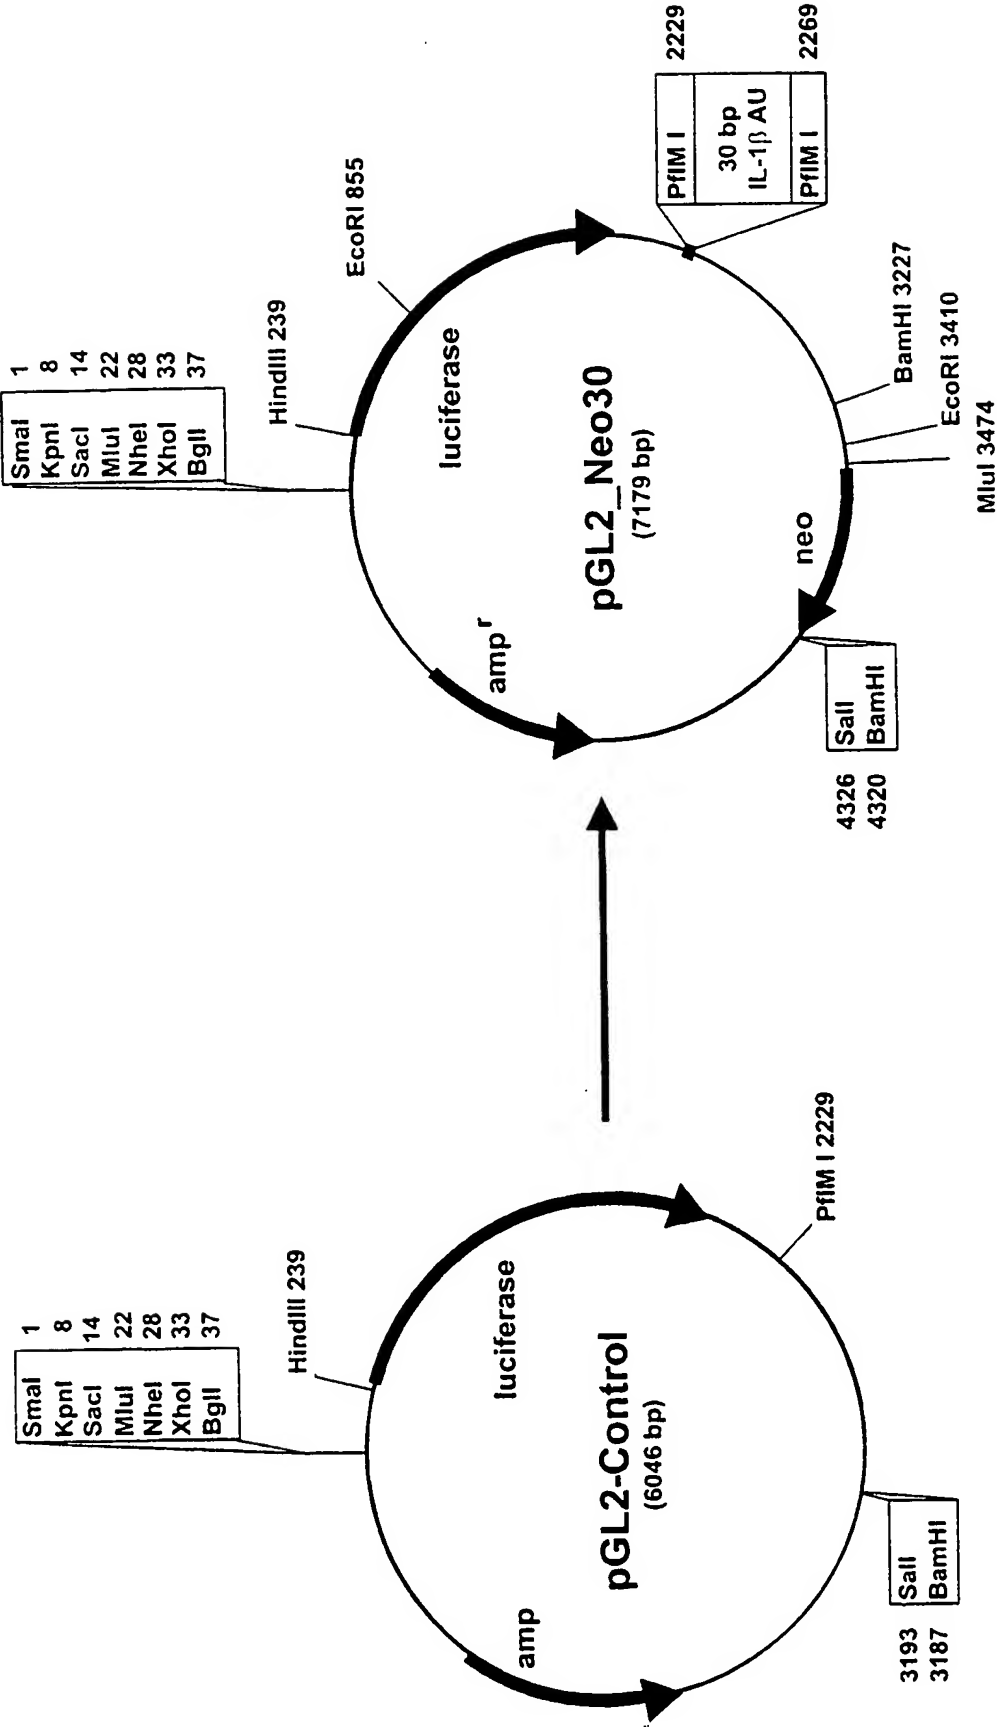 SmaI 1
KpnI 8
SacI 14
MluI 22
NheI 28
XhoI 33
BglI 37
HindIII 239
luciferase
amp
pGL2-Control
(6046 bp)
PflM I 2229
3193 SalI
3187 BamHI
SmaI 1
KpnI 8
SacI 14
MluI 22
NheI 28
XhoI 33
BglI 37
HindIII 239
EcoRI 855
luciferase
amp r
pGL2_Neo30
(7179 bp)
PflM I 2229
30 bp
IL-1β AU
PflM I 2269
neo
BamHI 3227
EcoRI 3410
MluI 3474
4326 SalI
4320 BamHI